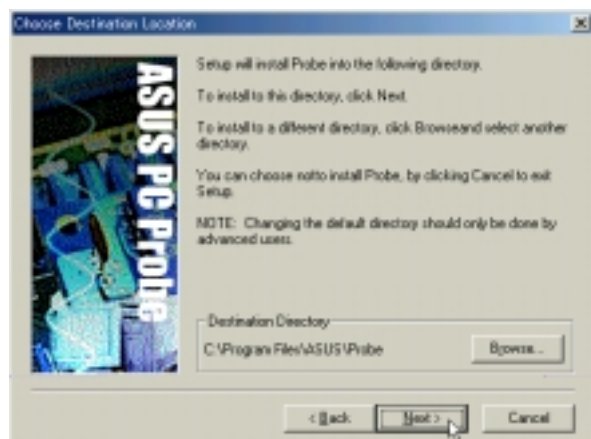 Choose Destination Location
ASUS PC Probe
Setup will install Probe into the following directory.
To install to this directory, click Next.
To install to a different directory, click Browseand select another
directory.
You can choose notto install Probe, by clicking Cancel to exit
Setup.
NOTE: Changing the default directory should only be done by
advanced users.
Destination Directory
C:\Program Files\ASUS\Probe
Browse...
< Back
Next >
Cancel